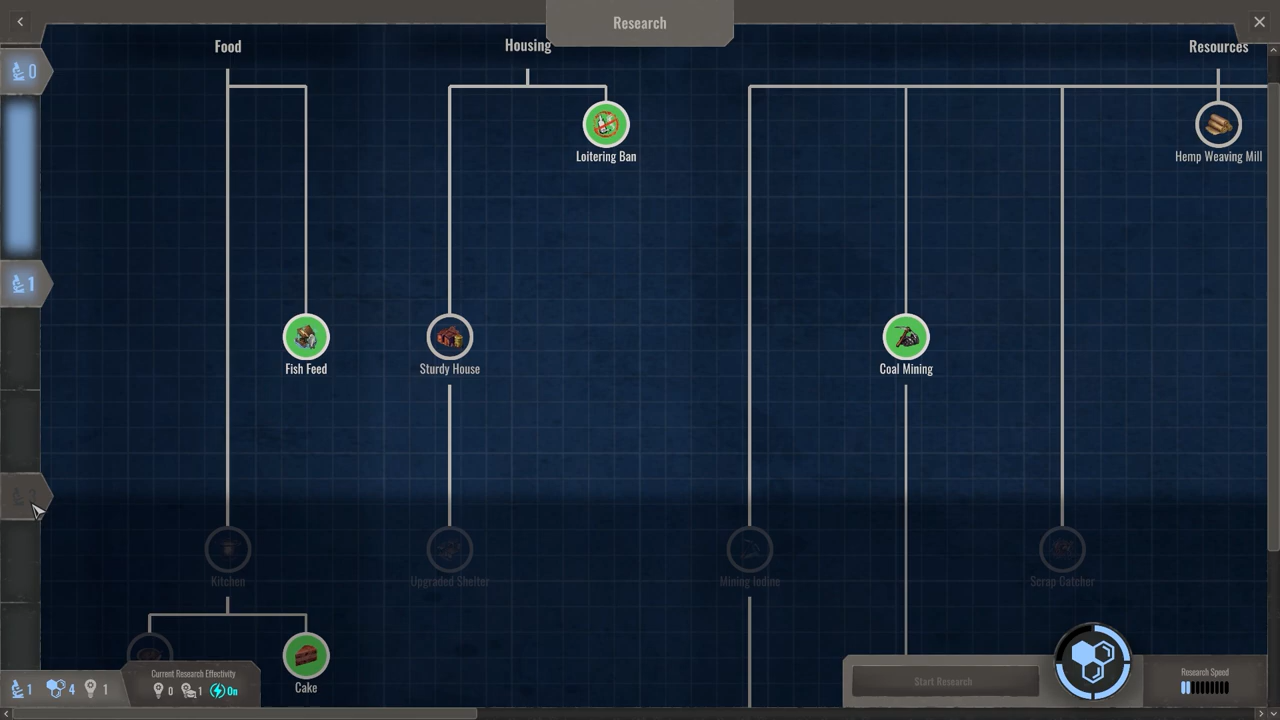 Research
Food
Housing
Resources
0
Loitering Ban
Hemp Weaving Mill
1
Fish Feed
Sturdy House
Coal Mining
Kitchen
Upgraded Shelter
Mining Iodine
Scrap Catcher
Cake
Current Research Effectivity
0 1 On
1 4 1
Start Research
Research Speed